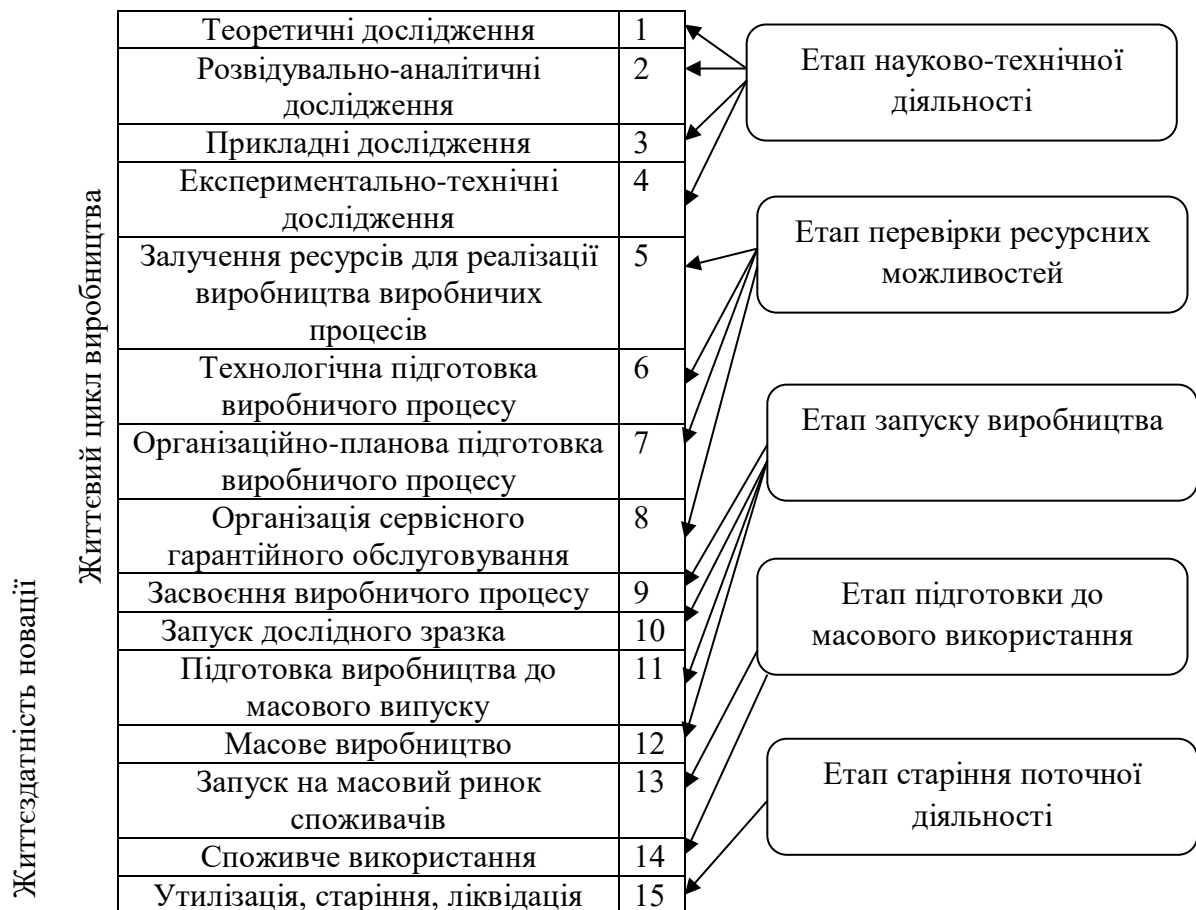 Теоретичні дослідження 1
Розвідувально-аналітичні 2
дослідження
Прикладні дослідження 3
Експериментально-технічні 4
дослідження
Залучення ресурсів для реалізації 5
виробництва виробничих
процесів
Технологічна підготовка 6
виробничого процесу
Організаційно-планова підготовка 7
виробничого процесу
Організація сервісного 8
гарантійного обслуговування
Засвоєння виробничого процесу 9
Запуск дослідного зразка 10
Підготовка виробництва до 11
масового випуску
Масове виробництво 12
Запуск на масовий ринок 13
споживачів
Споживче використання 14
Утилізація, старіння, ліквідація 15
Етап науково-технічної
діяльності
Етап перевірки ресурсних
можливостей
Етап запуску виробництва
Етап підготовки до
масового використання
Етап старіння поточної
діяльності
Життєвий цикл виробництва
Життєздатність новації